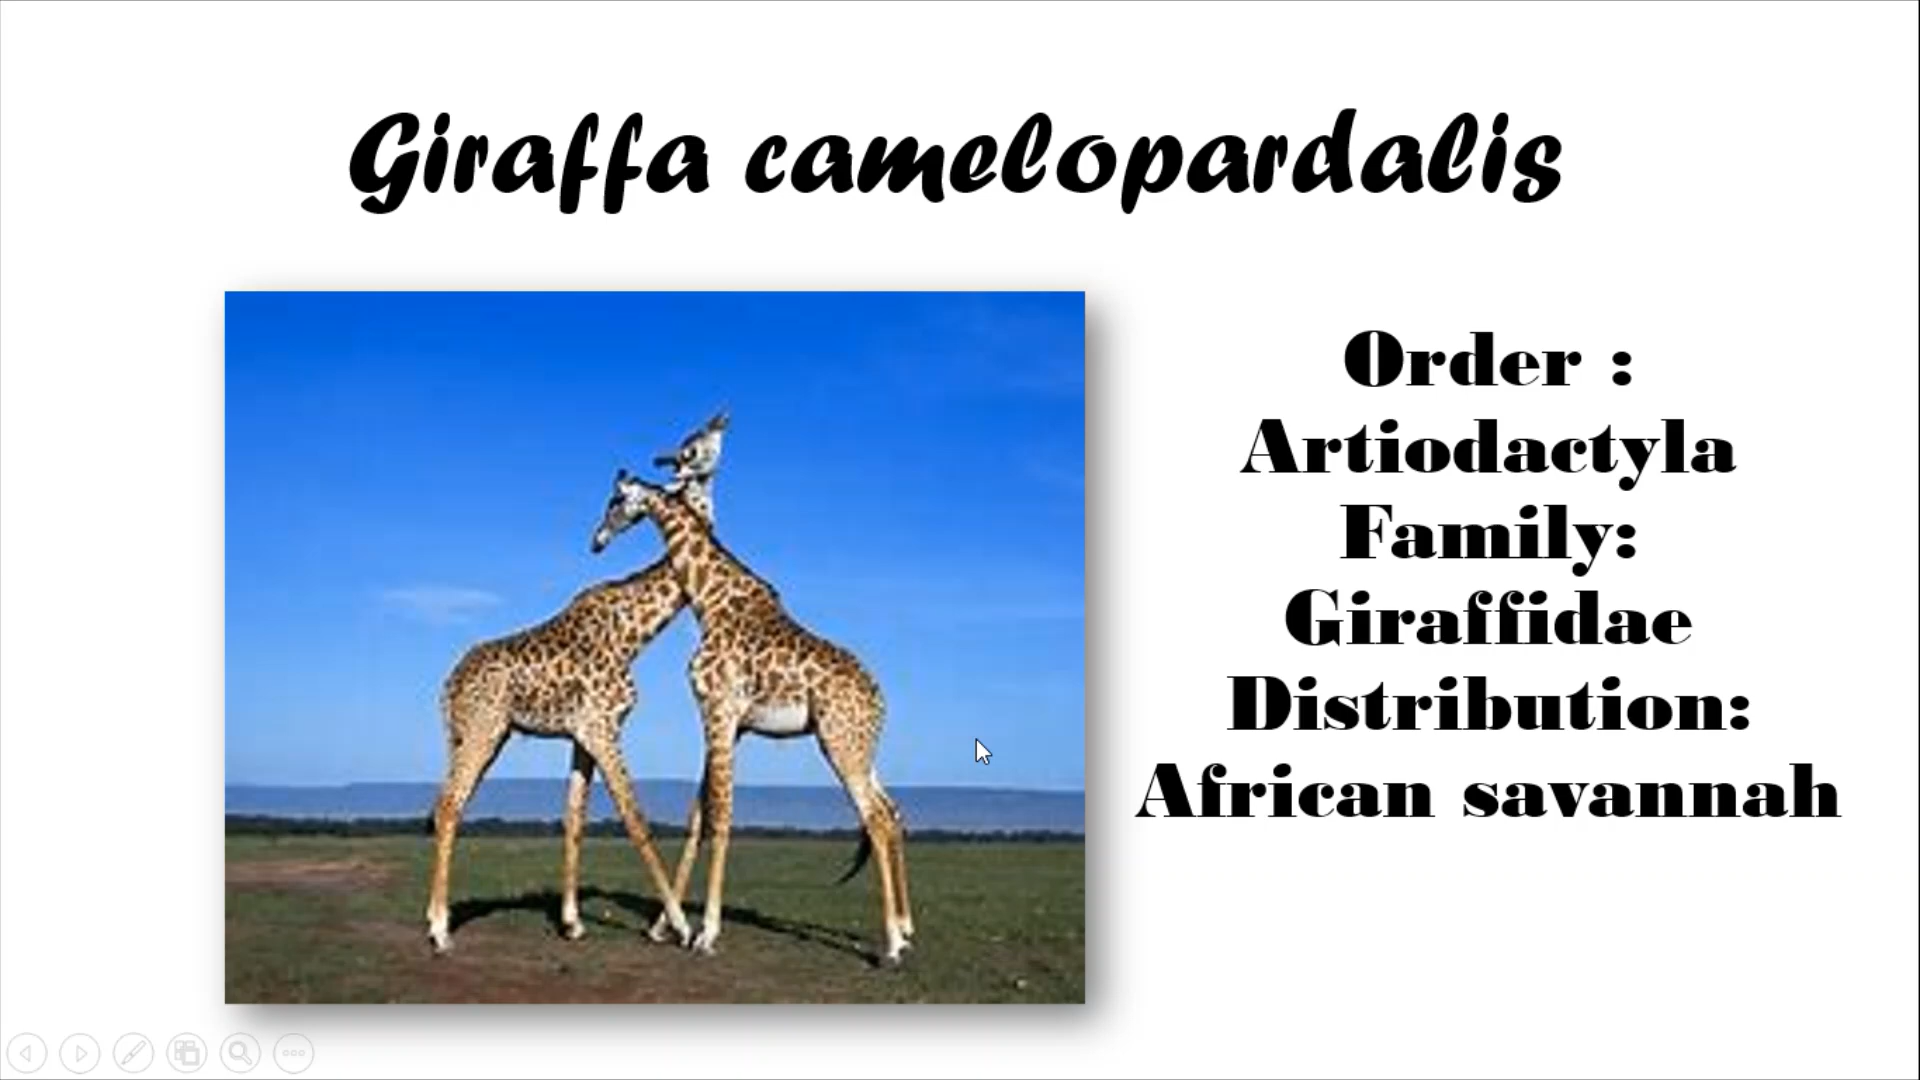 Giraffa camelopardalis
Order :
Artiodactyla
Family:
Giraffidae
Distribution:
African savannah